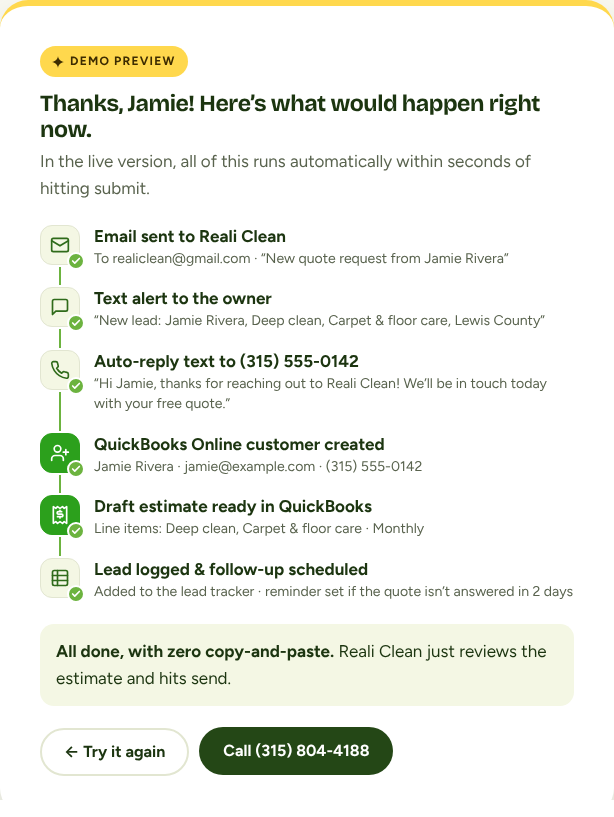 ✦ DEMO PREVIEW
Thanks, Jamie! Here’s what would happen right
now.
In the live version, all of this runs automatically within seconds of
hitting submit.
Email sent to Reali Clean
To realiclean@gmail.com · “New quote request from Jamie Rivera”
Text alert to the owner
“New lead: Jamie Rivera, Deep clean, Carpet & floor care, Lewis County”
Auto-reply text to (315) 555-0142
“Hi Jamie, thanks for reaching out to Reali Clean! We’ll be in touch today
with your free quote.”
QuickBooks Online customer created
Jamie Rivera · jamie@example.com · (315) 555-0142
Draft estimate ready in QuickBooks
Line items: Deep clean, Carpet & floor care · Monthly
Lead logged & follow-up scheduled
Added to the lead tracker · reminder set if the quote isn’t answered in 2 days
All done, with zero copy-and-paste. Reali Clean just reviews the
estimate and hits send.
← Try it again
Call (315) 804-4188